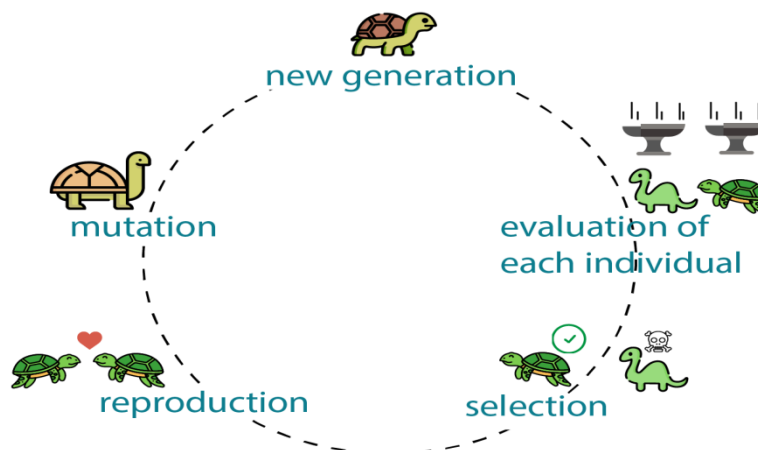 new generation
mutation
evaluation of
each individual
reproduction
selection